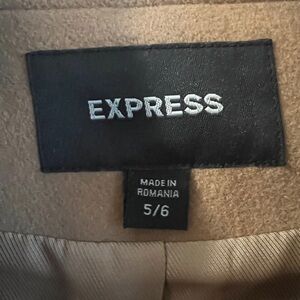 EXPRESS
MADE IN
ROMANIA
5/6